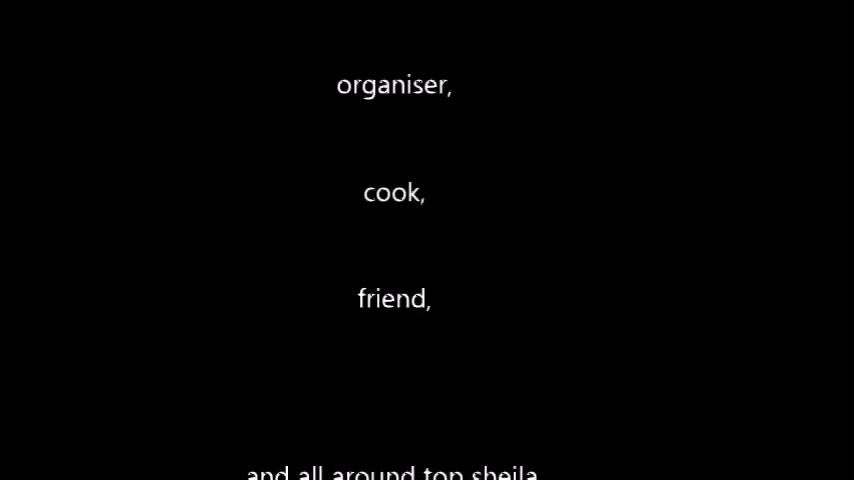 organiser,
cook,
friend,
and all around top sheila